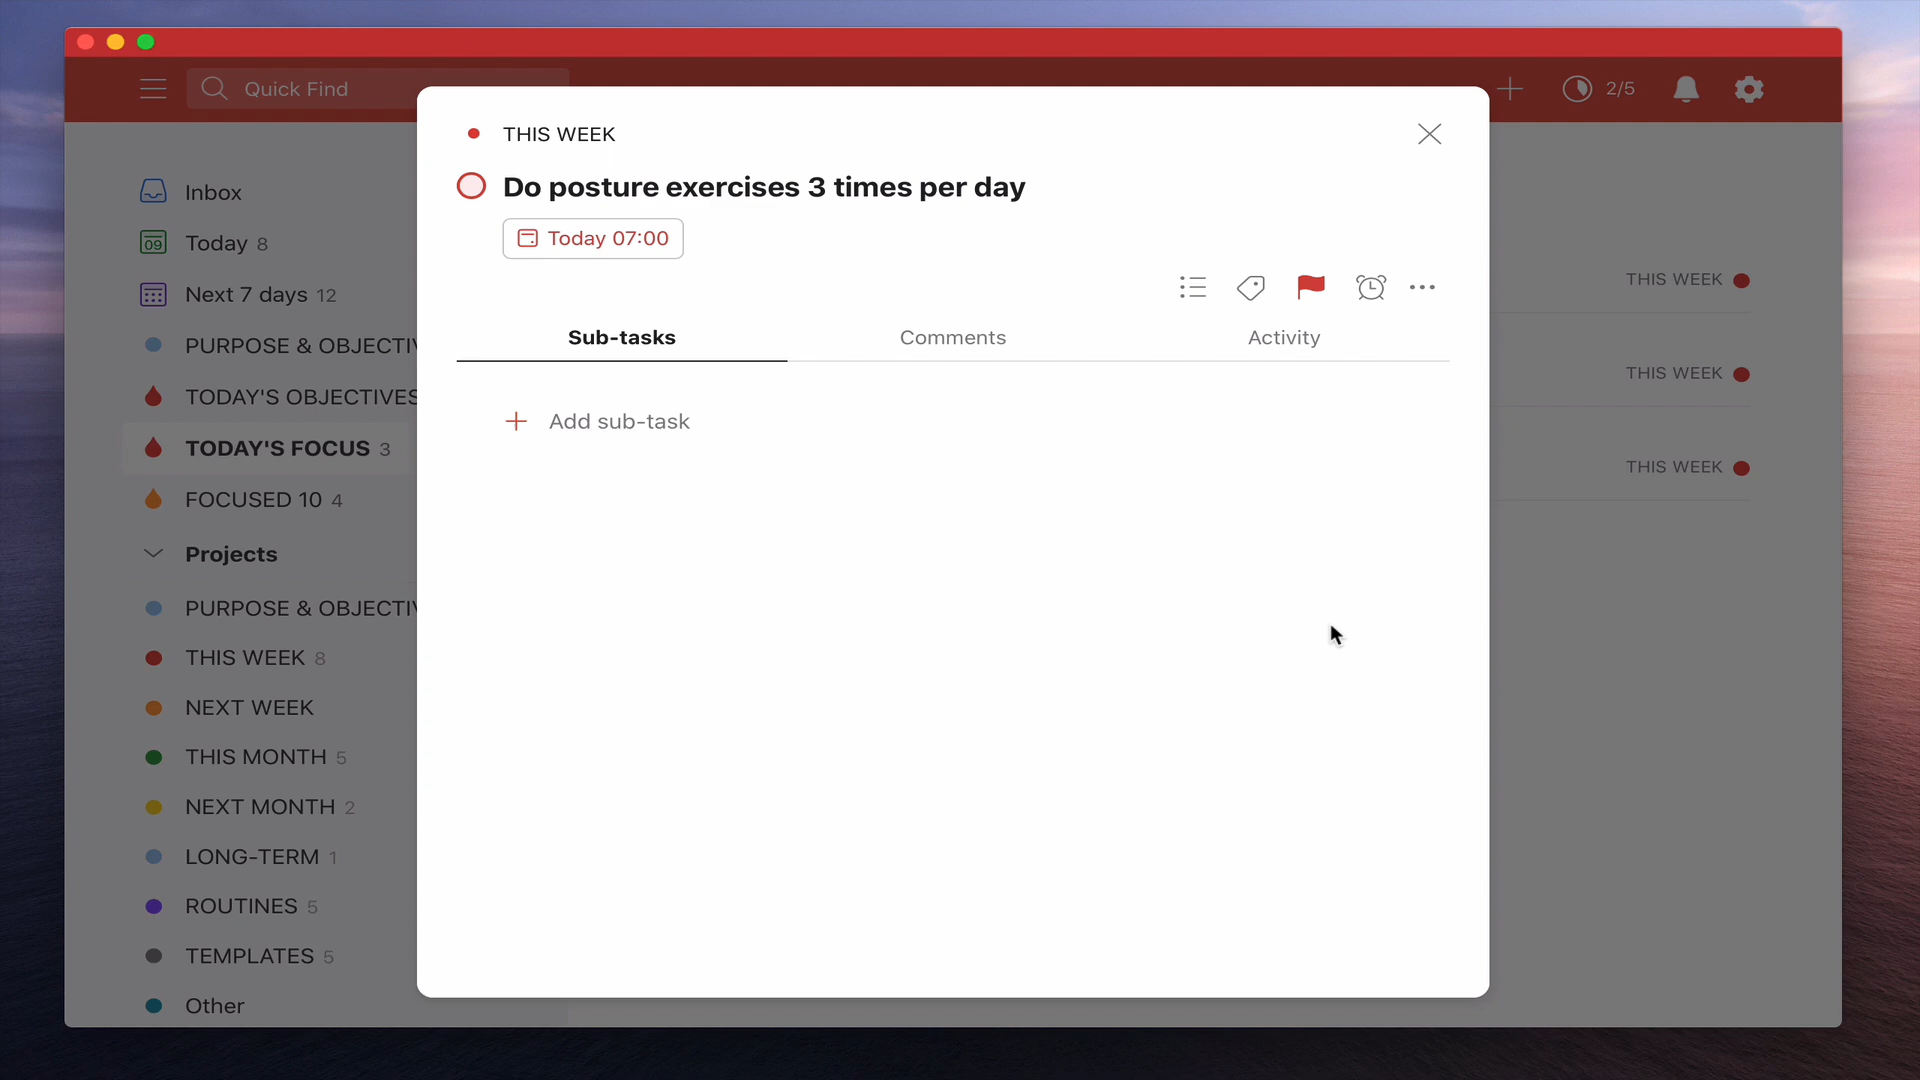 Quick Find
2/5
Inbox
09
Today 8
Next 7 days 12
PURPOSE & OBJECTIV
TODAY'S OBJECTIVES
TODAY'S FOCUS 3
FOCUSED 10 4
Projects
PURPOSE & OBJECTIV
THIS WEEK 8
NEXT WEEK
THIS MONTH 5
NEXT MONTH 2
LONG-TERM 1
ROUTINES 5
TEMPLATES 5
Other
THIS WEEK
Do posture exercises 3 times per day
Today 07:00
Sub-tasks
Comments
Activity
Add sub-task
THIS WEEK
THIS WEEK
THIS WEEK